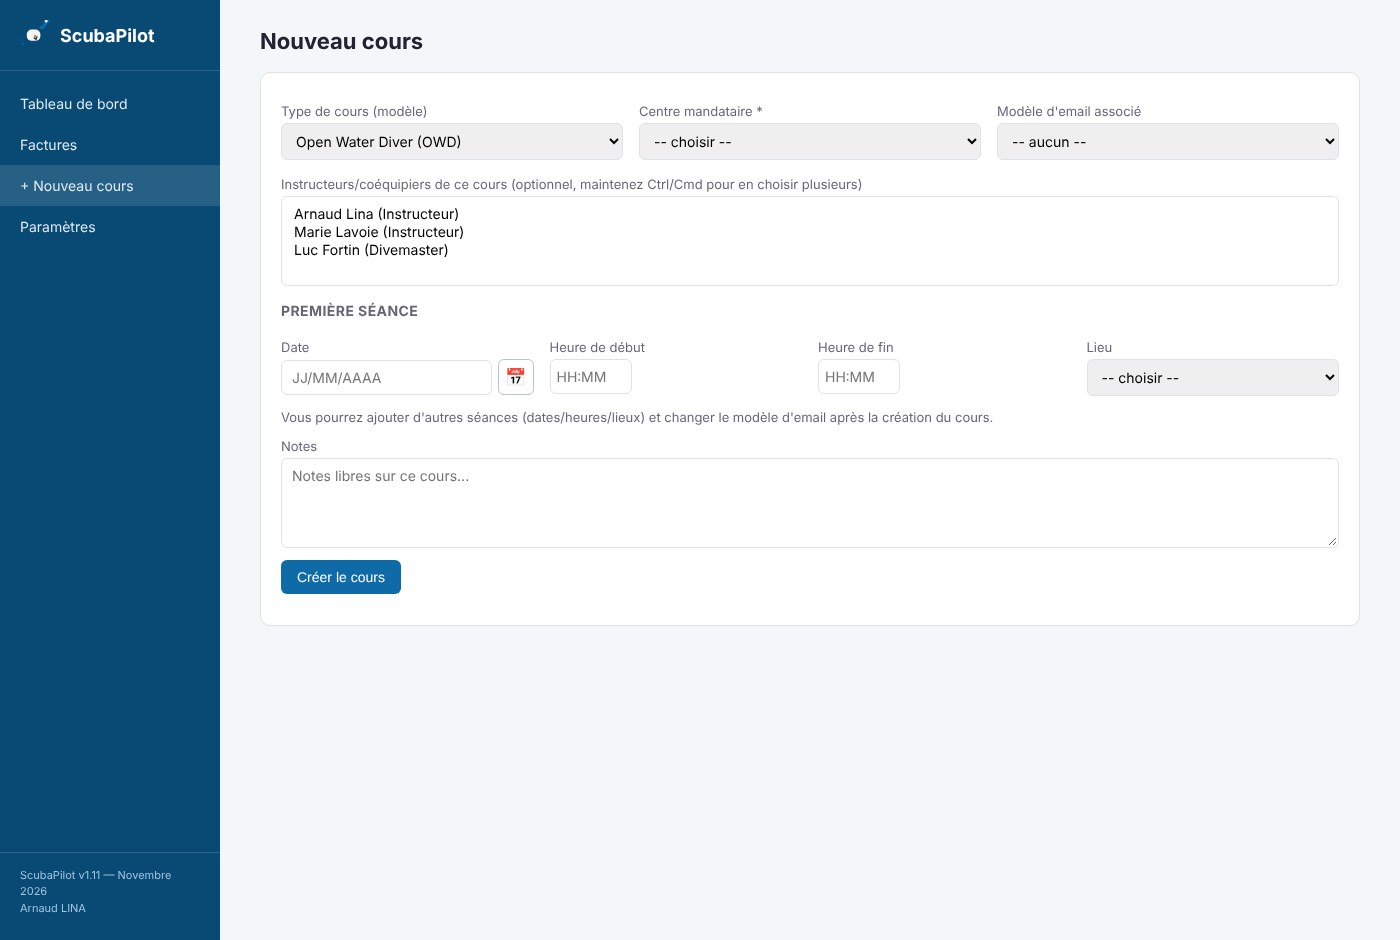 ScubaPilot
Tableau de bord
Factures
+ Nouveau cours
Paramètres
ScubaPilot v1.11 — Novembre
2026
Arnaud LINA
Nouveau cours
Type de cours (modèle)
Centre mandataire *
Modèle d'email associé
Open Water Diver (OWD)
-- choisir --
-- aucun --
Instructeurs/coéquipiers de ce cours (optionnel, maintenez Ctrl/Cmd pour en choisir plusieurs)
Arnaud Lina (Instructeur)
Marie Lavoie (Instructeur)
Luc Fortin (Divemaster)
PREMIÈRE SÉANCE
Date
Heure de début
Heure de fin
Lieu
JJ/MM/AAAA
HH:MM
HH:MM
-- choisir --
Vous pourrez ajouter d'autres séances (dates/heures/lieux) et changer le modèle d'email après la création du cours.
Notes
Notes libres sur ce cours...
Créer le cours